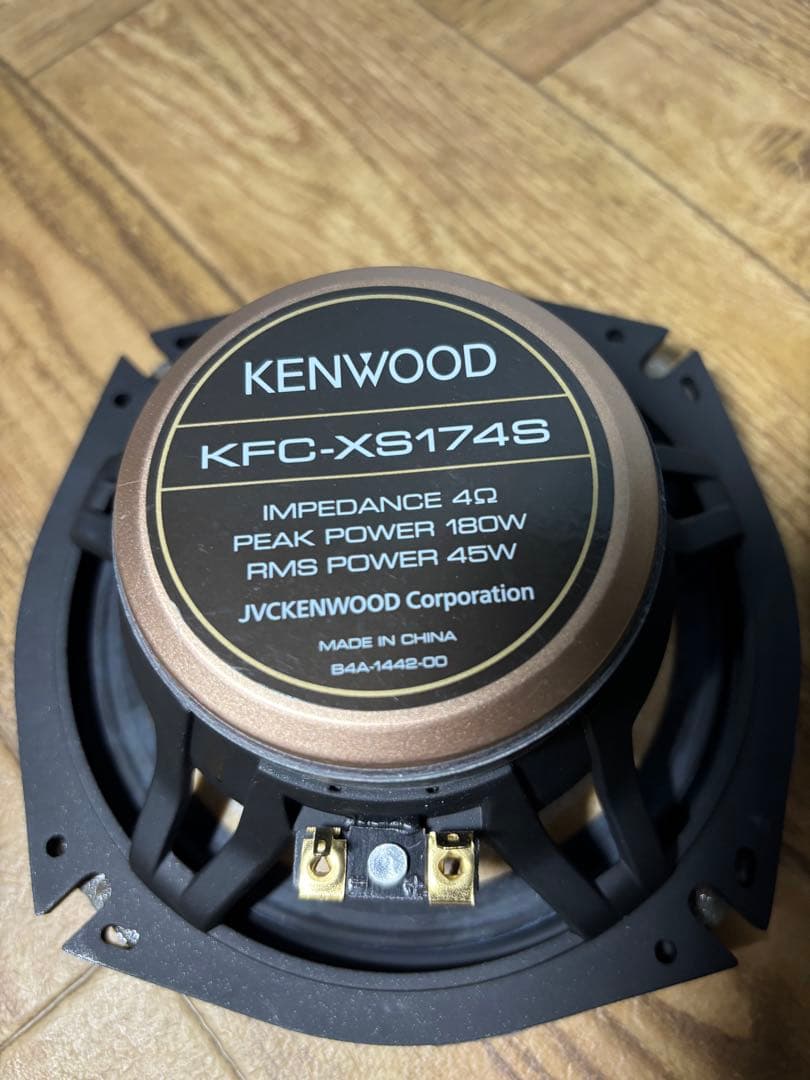 KENWOOD
KFC-XS174S
IMPEDANCE 4Ω
PEAK POWER 180W
RMS POWER 45W
JVCKENWOOD Corporation
MADE IN CHINA
B4A-1442-00